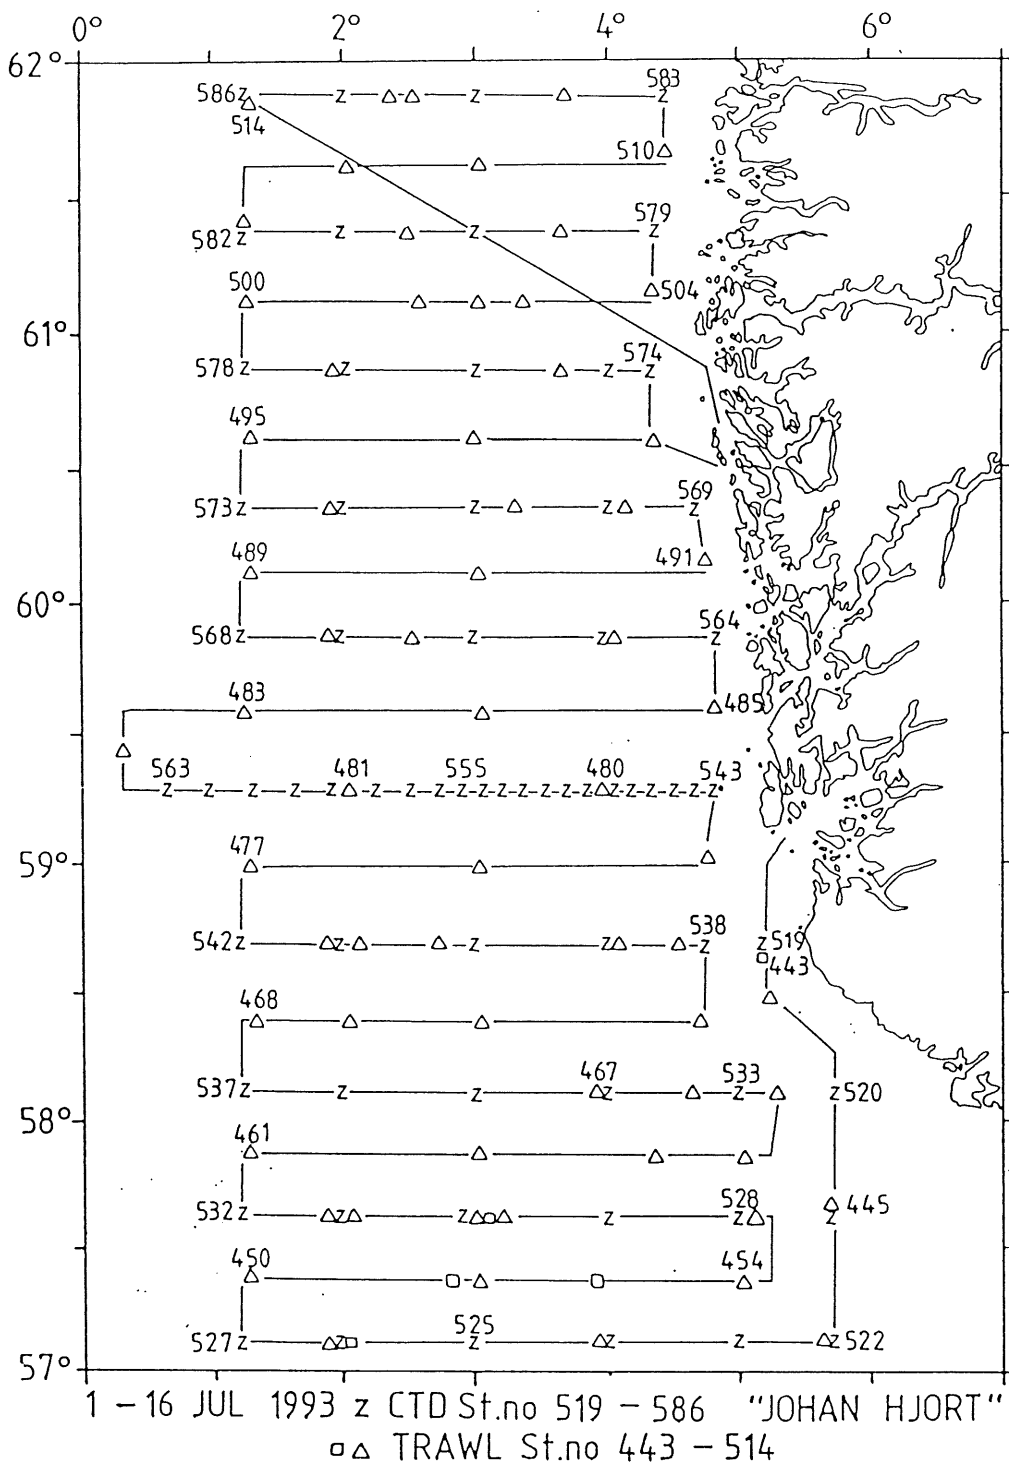 0° 2° 4° 6°
62°
586 z z z 583 z
514
510
582 z z z 579 z
500 504
61°
578 z z z z 574 z
495
573 z z z z 569 z
489 491
60°
568 z z z z 564 z
483 485
563 481 555 480 543
z z z z z z z z z z z z z z z z z z z z z
477
59°
542 z z z z 538 z z 519
443
468
467 533
537 z z z z z z 520
58°
461
532 z z z z z 528 z z 445
450 454
525
527 z z z z z z 522
57°
1 – 16 JUL 1993 z CTD St.no 519 – 586 "JOHAN HJORT"
□ △ TRAWL St.no 443 – 514